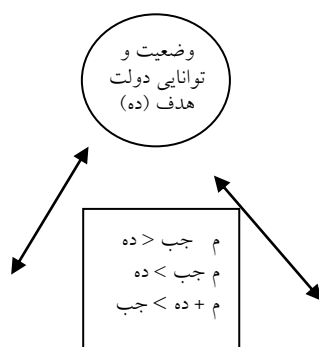 وضعیت و
توانایی دولت
هدف (ده)
م جب < ده
م جب > ده
م + ده > جب